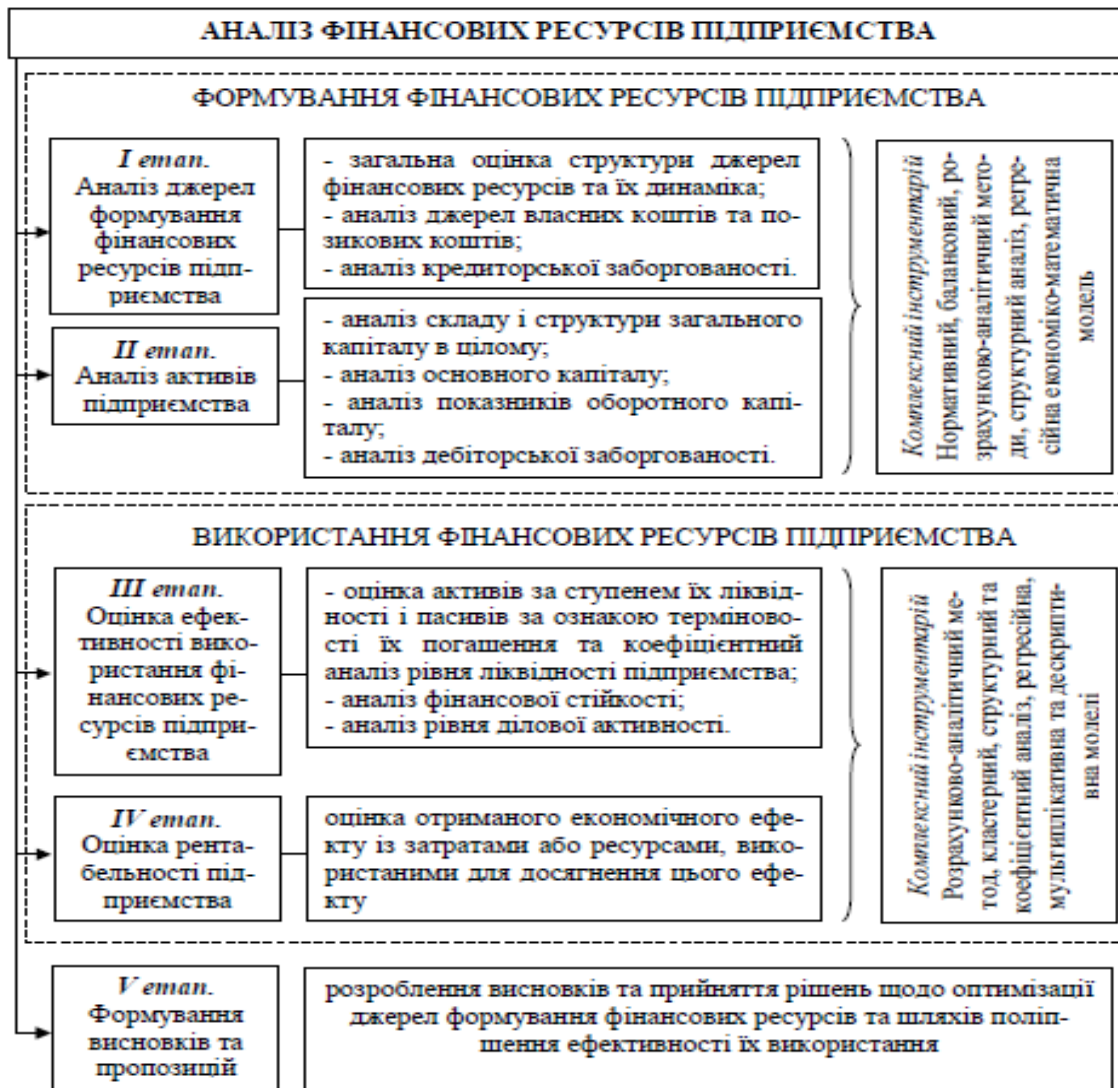 АНАЛІЗ ФІНАНСОВИХ РЕСУРСІВ ПІДПРИЄМСТВА
ФОРМУВАННЯ ФІНАНСОВИХ РЕСУРСІВ ПІДПРИЄМСТВА
І етап.
Аналіз джерел
формування
фінансових
ресурсів підп-
риємства
- загальна оцінка структури джерел
фінансових ресурсів та їх динаміка;
- аналіз джерел власних коштів та по-
зикових коштів;
- аналіз кредиторської заборгованості.
ІІ етап.
Аналіз активів
підприємства
- аналіз складу і структури загального
капіталу в цілому;
- аналіз основного капіталу;
- аналіз показників оборотного капі-
талу;
- аналіз дебіторської заборгованості.
Комплексний інструментарій
Нормативний, балансовий, ро-
зрахунково-аналітичний мето-
ди, структурний аналіз, регре-
сійна економіко-математична
модель
ВИКОРИСТАННЯ ФІНАНСОВИХ РЕСУРСІВ ПІДПРИЄМСТВА
ІІІ етап.
Оцінка ефек-
тивності вико-
ристання фі-
нансових ре-
сурсів підпри-
ємства
- оцінка активів за ступенем їх ліквід-
ності і пасивів за ознакою терміново-
сті їх погашення та коефіцієнтний
аналіз рівня ліквідності підприємства;
- аналіз фінансової стійкості;
- аналіз рівня ділової активності.
IV етап.
Оцінка рента-
бельності під-
приємства
оцінка отриманого економічного ефе-
кту із затратами або ресурсами, вико-
ристаними для досягнення цього ефе-
кту
Комплексний інструментарій
Розрахунково-аналітичний ме-
тод, кластерний, структурний та
коефіцієнтний аналіз, регресійна,
мультиплікативна та дескрипти-
вна молелі
V етап.
Формування
висновків та
пропозицій
розроблення висновків та прийняття рішень щодо оптимізації
джерел формування фінансових ресурсів та шляхів поліп-
шення ефективності їх використання